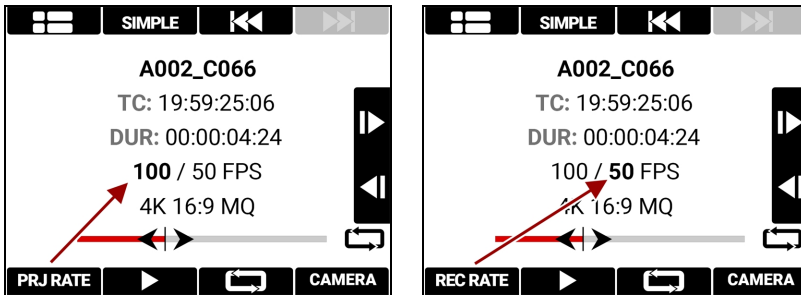 SIMPLE
A002_C066
TC: 19:59:25:06
DUR: 00:00:04:24
100 / 50 FPS
4K 16:9 MQ
PRJ RATE
CAMERA
SIMPLE
A002_C066
TC: 19:59:25:06
DUR: 00:00:04:24
100 / 50 FPS
4K 16:9 MQ
REC RATE
CAMERA